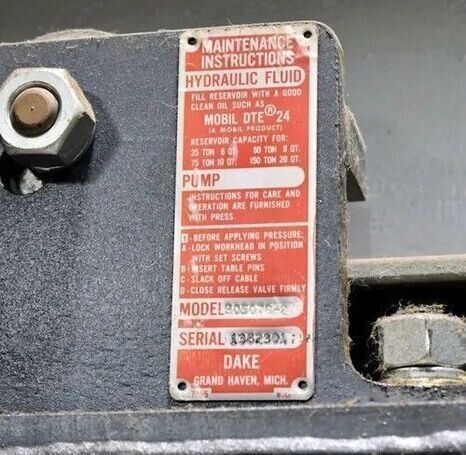 MAINTENANCE
INSTRUCTIONS
HYDRAULIC FLUID
FILL RESERVOIR WITH A GOOD
CLEAN OIL SUCH AS
MOBIL DTE® 24
(A MOBIL PRODUCT)
RESERVOIR CAPACITY FOR:
25 TON 6 QT. 50 TON 8 QT.
75 TON 10 QT. 150 TON 20 QT.
PUMP
INSTRUCTIONS FOR CARE AND
OPERATION ARE FURNISHED
WITH PRESS.
-BEFORE APPLYING PRESSURE:
A-LOCK WORKHEAD IN POSITION
WITH SET SCREWS
B-INSERT TABLE PINS
C-SLACK OFF CABLE
D-CLOSE RELEASE VALVE FIRMLY
MODEL
SERIAL
DAKE
GRAND HAVEN, MICH.